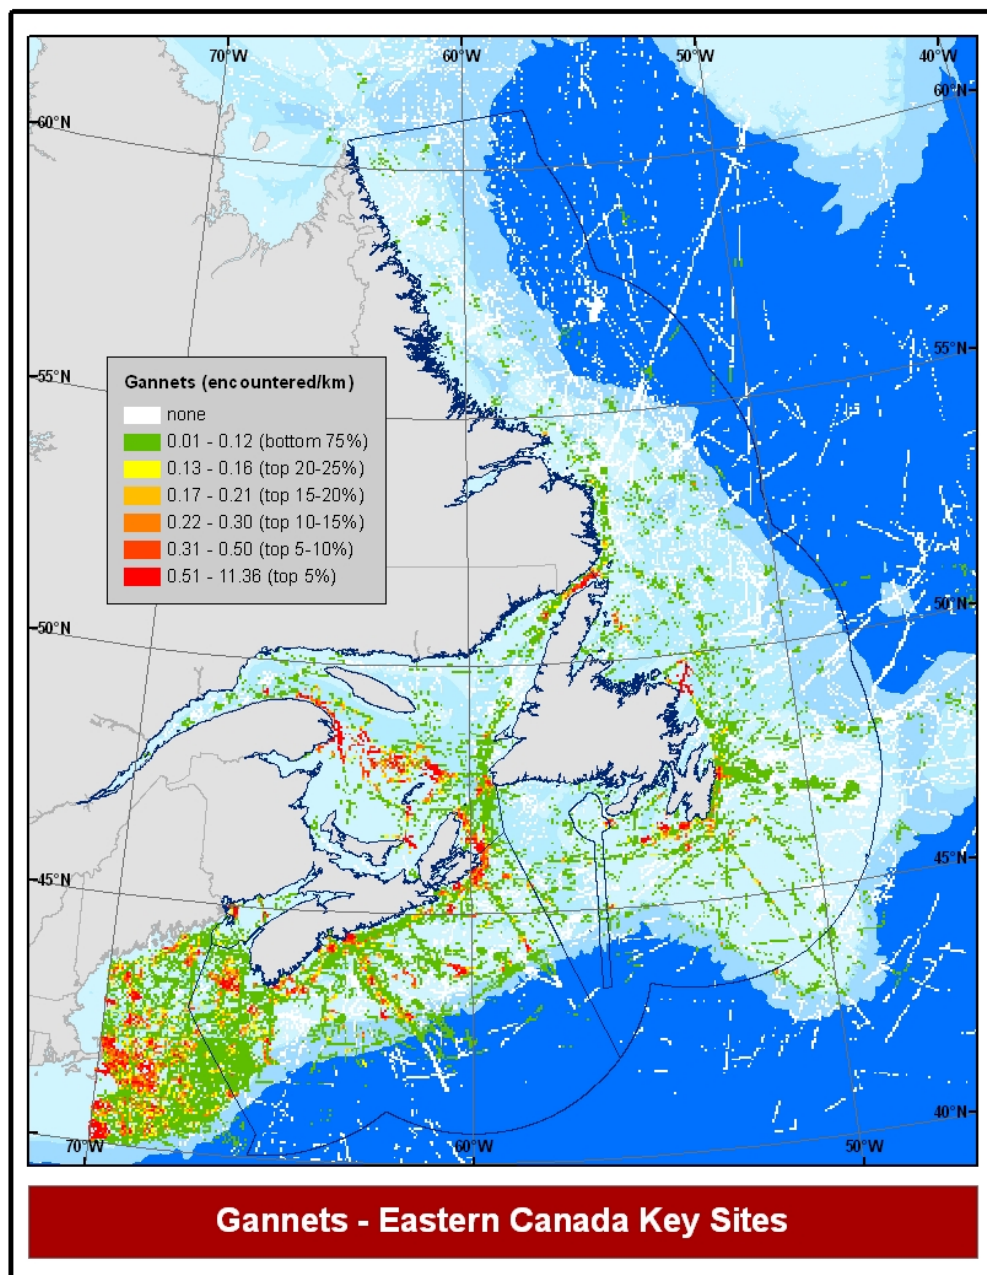 70°W 60°W 50°W 40°W
60°N 60°N
55°N 55°N
Gannets (encountered/km)
none
0.01 - 0.12 (bottom 75%)
0.13 - 0.16 (top 20-25%)
0.17 - 0.21 (top 15-20%)
0.22 - 0.30 (top 10-15%)
0.31 - 0.50 (top 5-10%)
0.51 - 11.36 (top 5%)
50°N 50°N
45°N 45°N
40°N
70°W 60°W 50°W
Gannets - Eastern Canada Key Sites